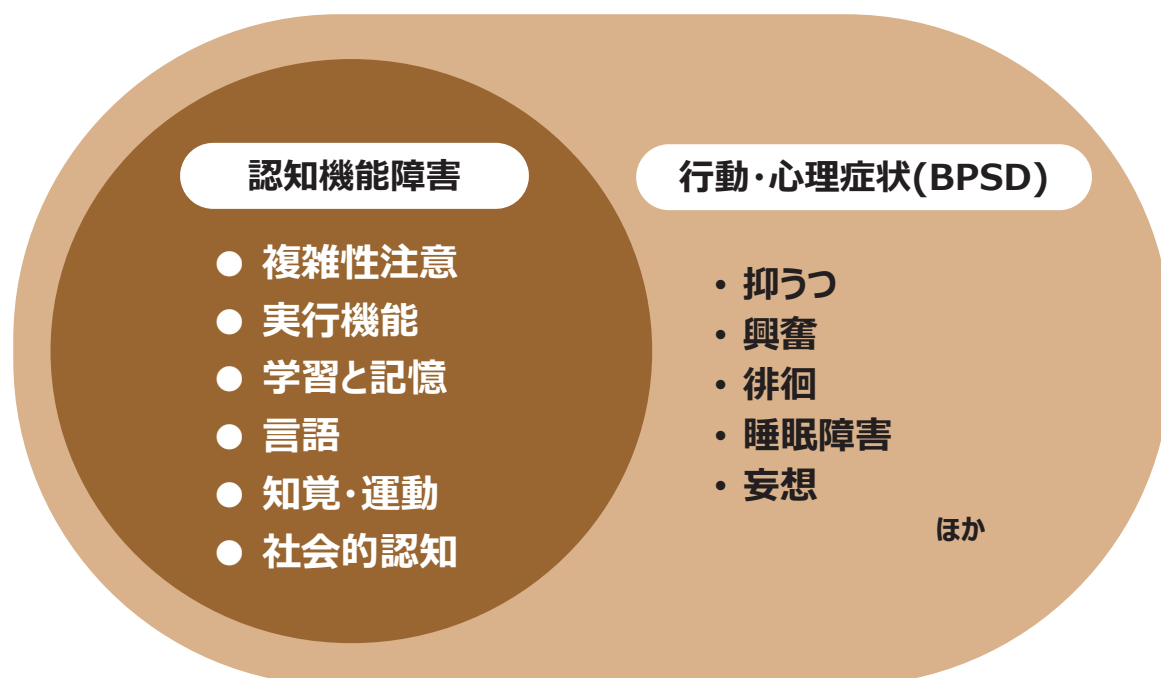 認知機能障害
● 複雑性注意
● 実行機能
● 学習と記憶
● 言語
● 知覚・運動
● 社会的認知
行動・心理症状(BPSD)
・抑うつ
・興奮
・徘徊
・睡眠障害
・妄想
ほか